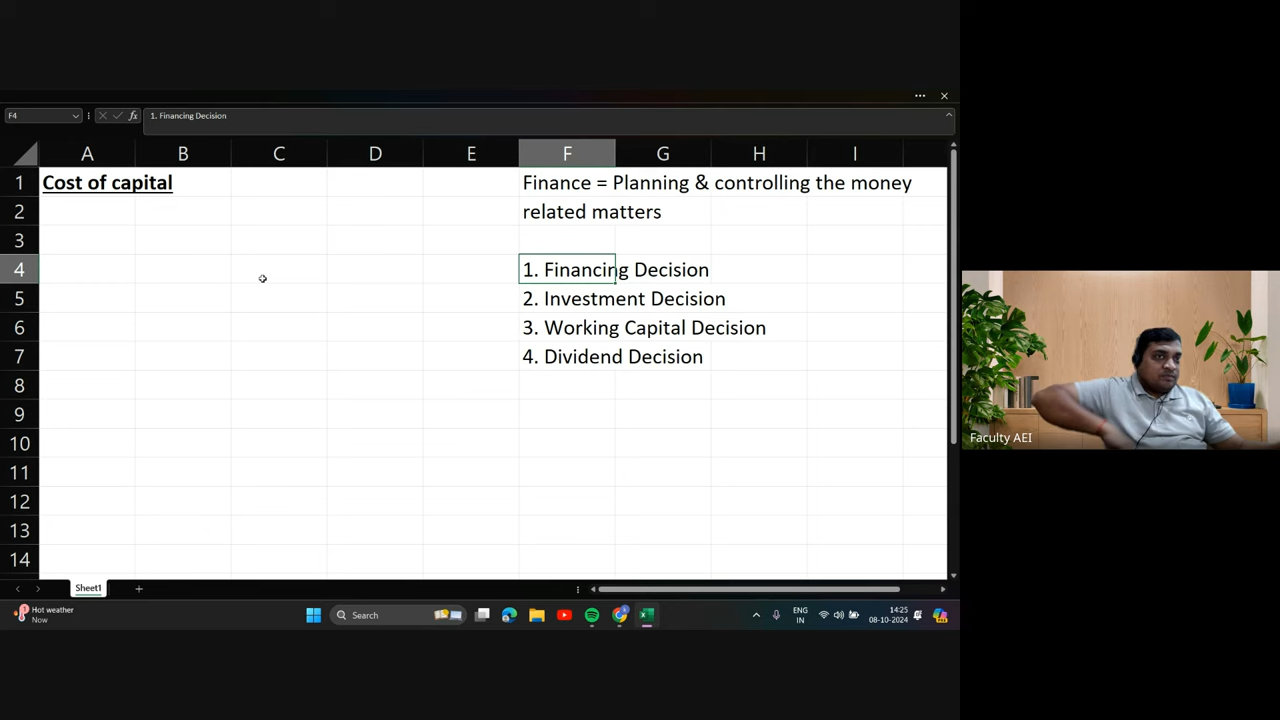 F4
fx
1. Financing Decision
A B C D E F G H I
1 Cost of capital Finance = Planning & controlling the money
2 related matters
3
4 1. Financing Decision
5 2. Investment Decision
6 3. Working Capital Decision
7 4. Dividend Decision
8
9
10
11
12
13
14
Faculty AEI
Sheet1
Hot weather
Now
Search
ENG
IN
14:25
08-10-2024